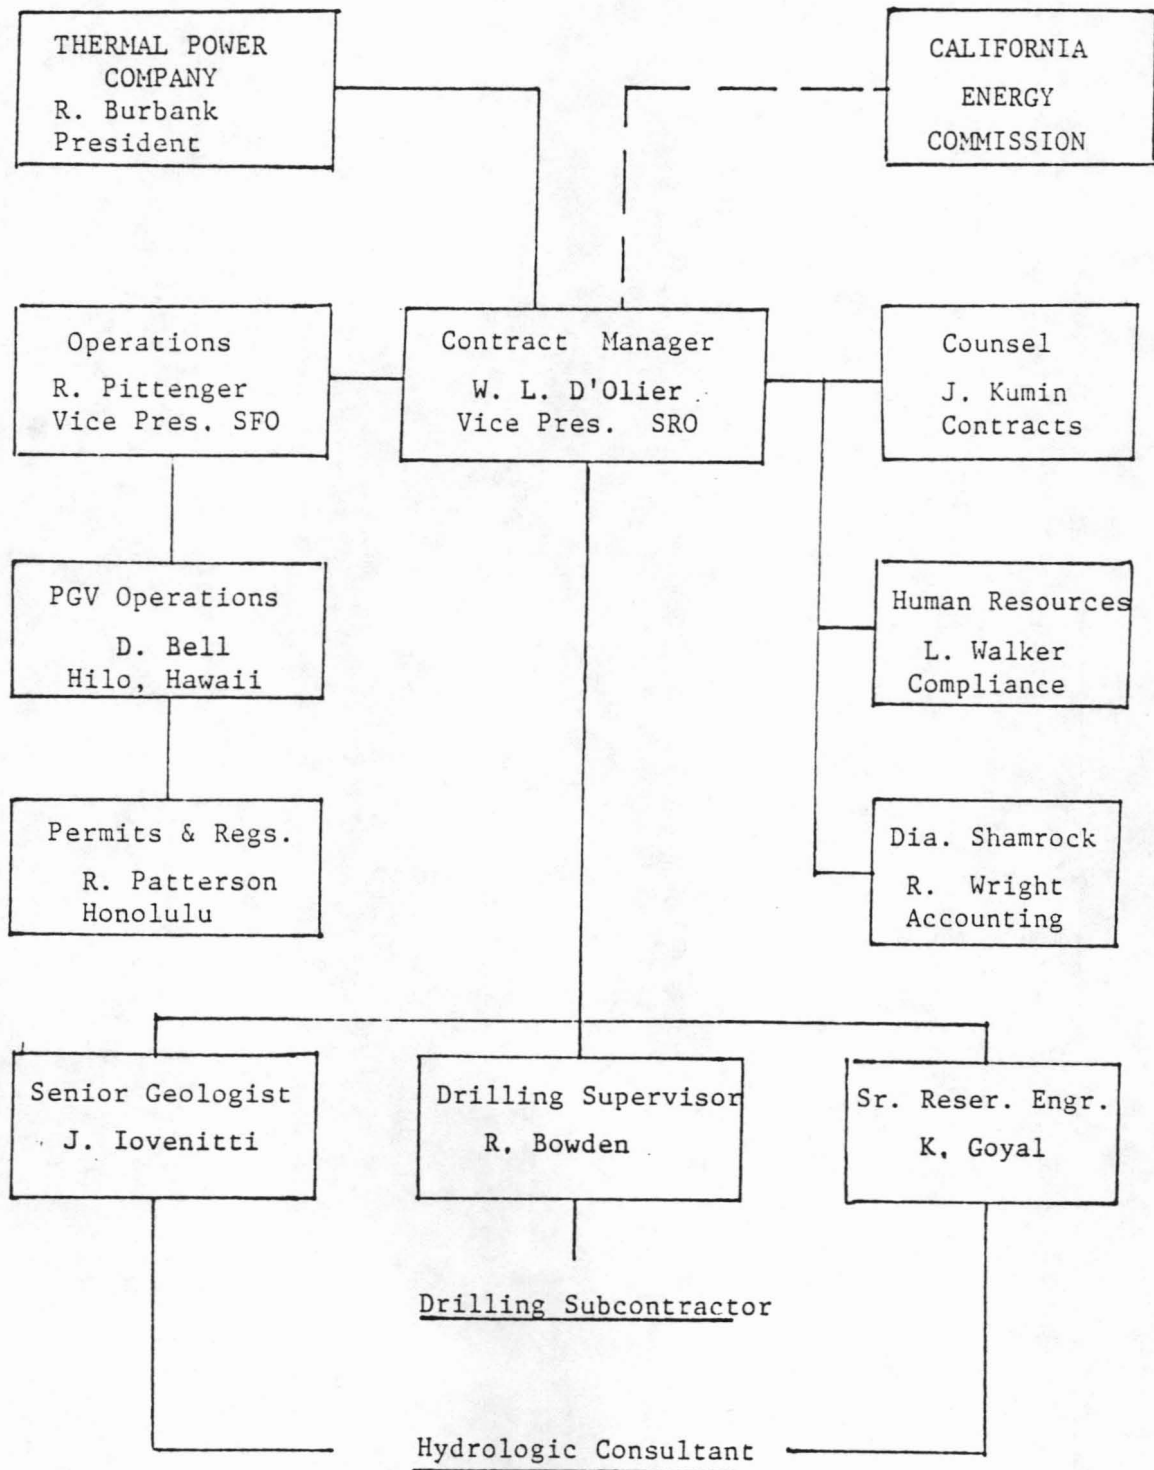 THERMAL POWER
COMPANY
R. Burbank
President
CALIFORNIA
ENERGY
COMMISSION
Operations
R. Pittenger
Vice Pres. SFO
Contract Manager
W. L. D'Olier
Vice Pres. SRO
Counsel
J. Kumin
Contracts
PGV Operations
D. Bell
Hilo, Hawaii
Human Resources
L. Walker
Compliance
Permits & Regs.
R. Patterson
Honolulu
Dia. Shamrock
R. Wright
Accounting
Senior Geologist
J. Iovenitti
Drilling Supervisor
R. Bowden
Sr. Reser. Engr.
K. Goyal
Drilling Subcontractor
Hydrologic Consultant